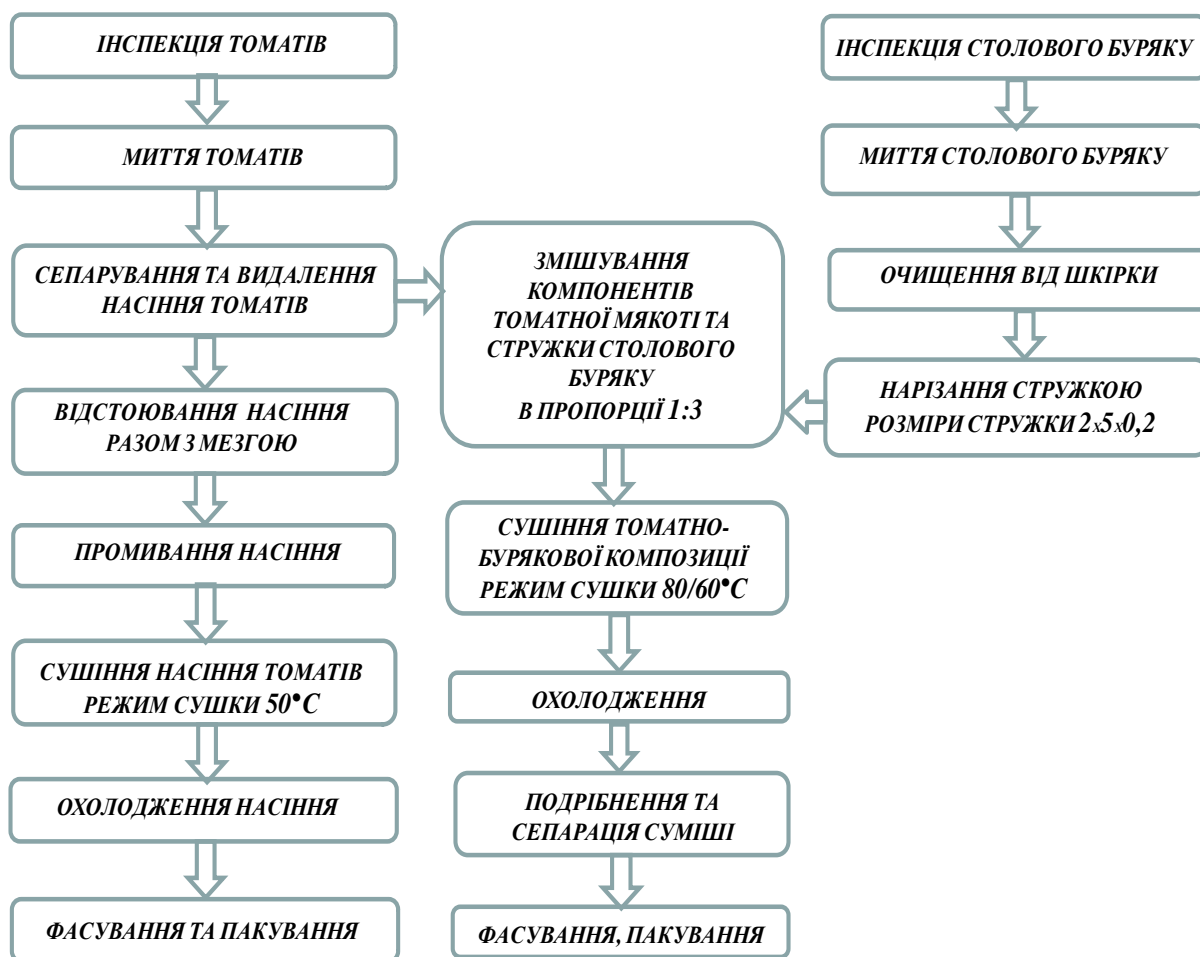 ІНСПЕКЦІЯ ТОМАТІВ
МИТТЯ ТОМАТІВ
СЕПАРУВАННЯ ТА ВИДАЛЕННЯ
НАСІННЯ ТОМАТІВ
ВІДСТОЮВАННЯ НАСІННЯ
РАЗОМ З МЕЗГОЮ
ПРОМИВАННЯ НАСІННЯ
СУШІННЯ НАСІННЯ ТОМАТІВ
РЕЖИМ СУШКИ 50°С
ОХОЛОДЖЕННЯ НАСІННЯ
ФАСУВАННЯ ТА ПАКУВАННЯ
ЗМІШУВАННЯ
КОМПОНЕНТІВ
ТОМАТНОЇ МЯКОТІ ТА
СТРУЖКИ СТОЛОВОГО
БУРЯКУ
В ПРОПОРЦІЇ 1:3
СУШІННЯ ТОМАТНО-
БУРЯКОВОЇ КОМПОЗИЦІЇ
РЕЖИМ СУШКИ 80/60°С
ОХОЛОДЖЕННЯ
ПОДРІБНЕННЯ ТА
СЕПАРАЦІЯ СУМІШІ
ФАСУВАННЯ, ПАКУВАННЯ
ІНСПЕКЦІЯ СТОЛОВОГО БУРЯКУ
МИТТЯ СТОЛОВОГО БУРЯКУ
ОЧИЩЕННЯ ВІД ШКІРКИ
НАРІЗАННЯ СТРУЖКОЮ
РОЗМІРИ СТРУЖКИ 2х5х0,2